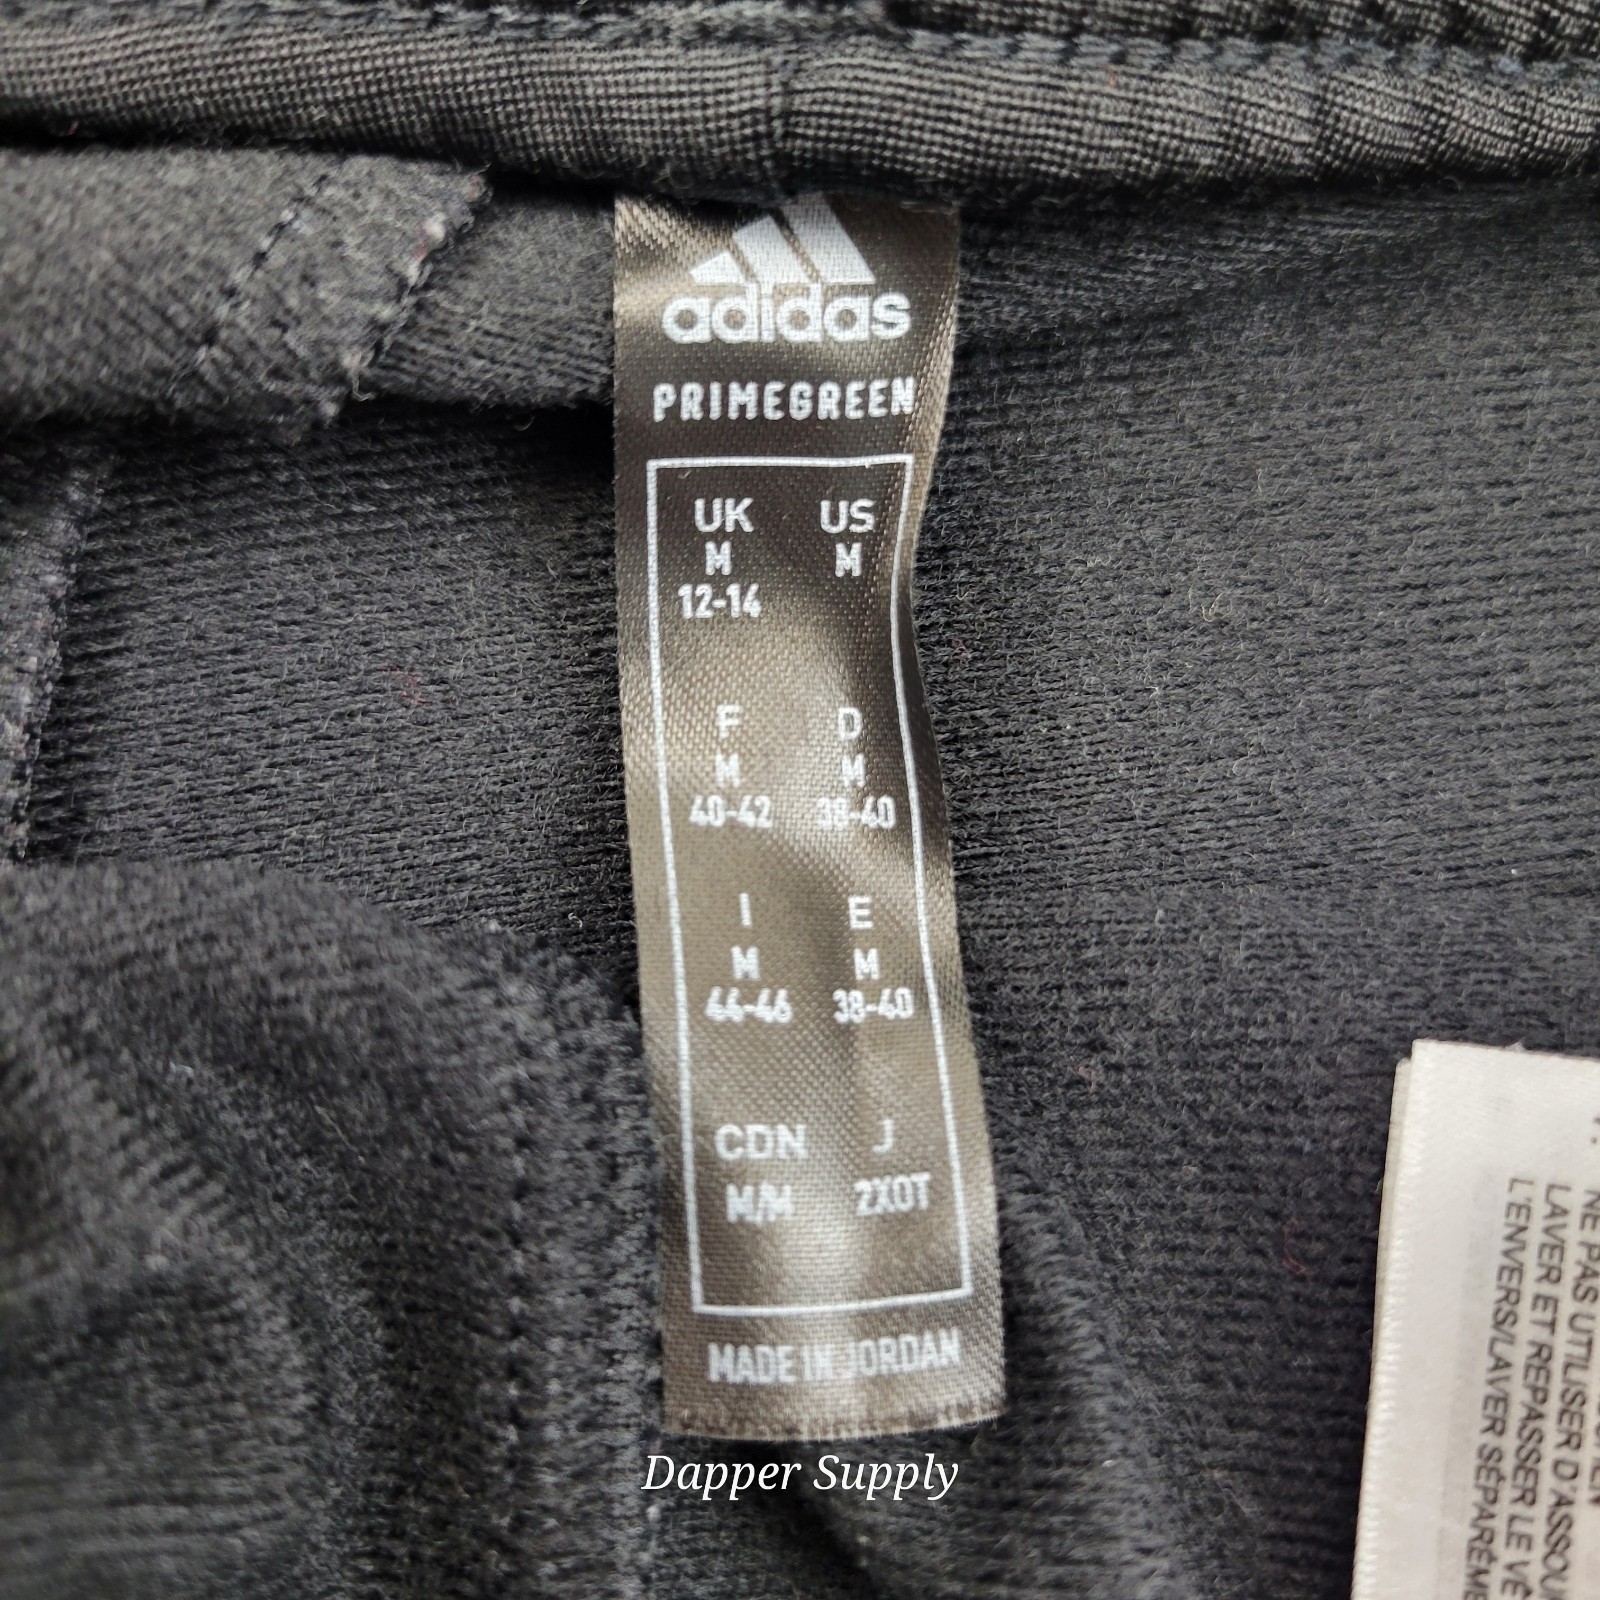 adidas
PRIMEGREEN
UK US
M M
12-14
F D
M M
40-42 38-40
I E
M M
44-46 38-40
CDN J
M/M 2XOT
MADE IN JORDAN
Dapper Supply
NE PAS UTILISER D'ASSOU
LAVER ET REPASSER LE VÊ
L'ENVERS/LAVER SÉPARÉME